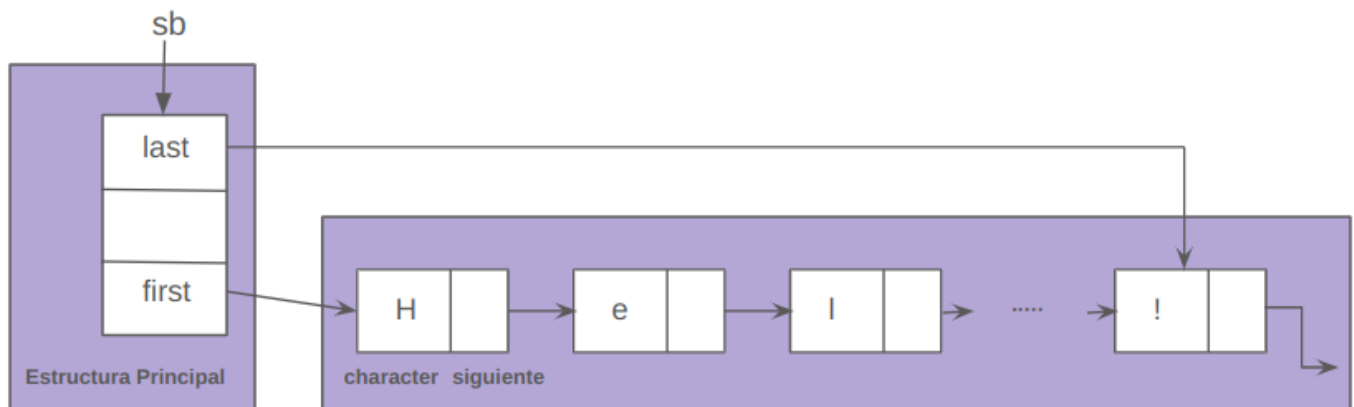 sb
last
first
Estructura Principal
H
e
l
.....
!
character siguiente